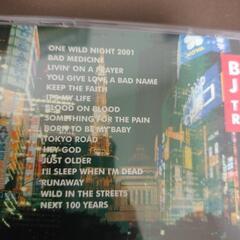 ONE WILD NIGHT 2001
BAD MEDICINE
LIVIN' ON A PRAYER
YOU GIVE LOVE A BAD NAME
KEEP THE FAITH
IT'S MY LIFE
BLOOD ON BLOOD
SOMETHING FOR THE PAIN
BORN TO BE MY BABY
TOKYO ROAD
HEY GOD
JUST OLDER
I'LL SLEEP WHEN I'M DEAD
RUNAWAY
WILD IN THE STREETS
NEXT 100 YEARS
B
J
T
R